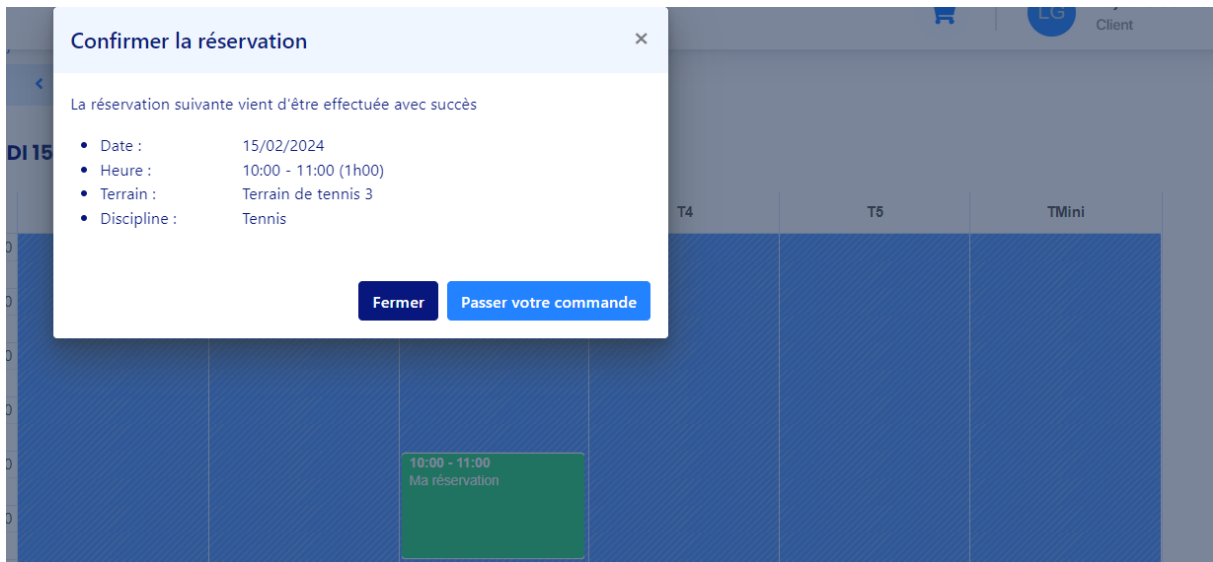 Confirmer la réservation
×
LG
Client
La réservation suivante vient d'être effectuée avec succès
DI 15
Date : 15/02/2024
Heure : 10:00 - 11:00 (1h00)
Terrain : Terrain de tennis 3
Discipline : Tennis
T4 T5 TMini
Fermer Passer votre commande
10:00 - 11:00
Ma réservation